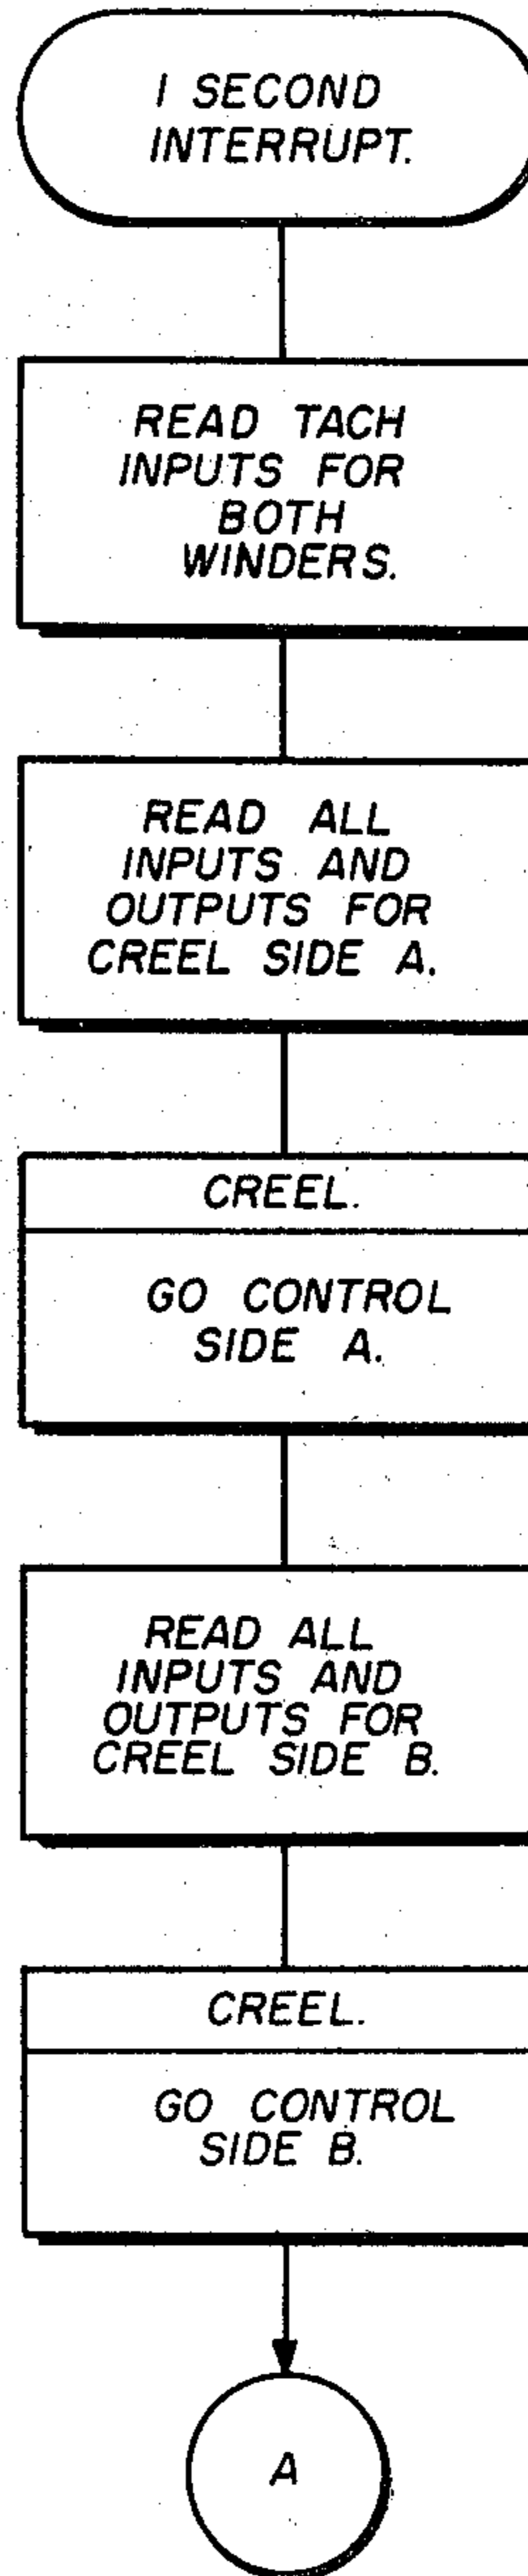 1 SECOND
INTERRUPT.
READ TACH
INPUTS FOR
BOTH
WINDERS.
READ ALL
INPUTS AND
OUTPUTS FOR
CREEL SIDE A.
CREEL.
GO CONTROL
SIDE A.
READ ALL
INPUTS AND
OUTPUTS FOR
CREEL SIDE B.
CREEL.
GO CONTROL
SIDE B.
A